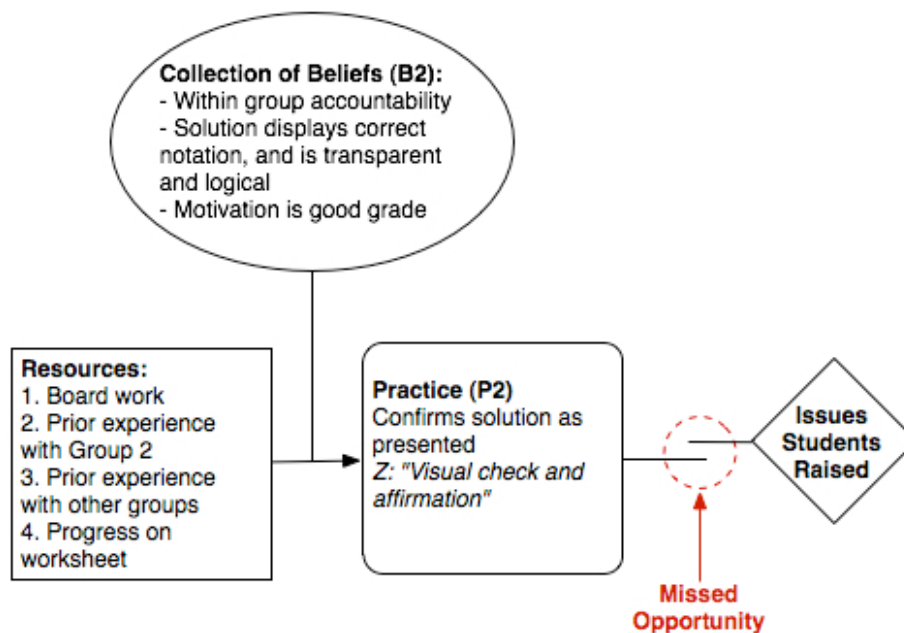 Collection of Beliefs (B2):
- Within group accountability
- Solution displays correct
notation, and is transparent
and logical
- Motivation is good grade
Resources:
1. Board work
2. Prior experience
with Group 2
3. Prior experience
with other groups
4. Progress on
worksheet
Practice (P2)
Confirms solution as
presented
Z: "Visual check and
affirmation"
Issues
Students
Raised
Missed
Opportunity